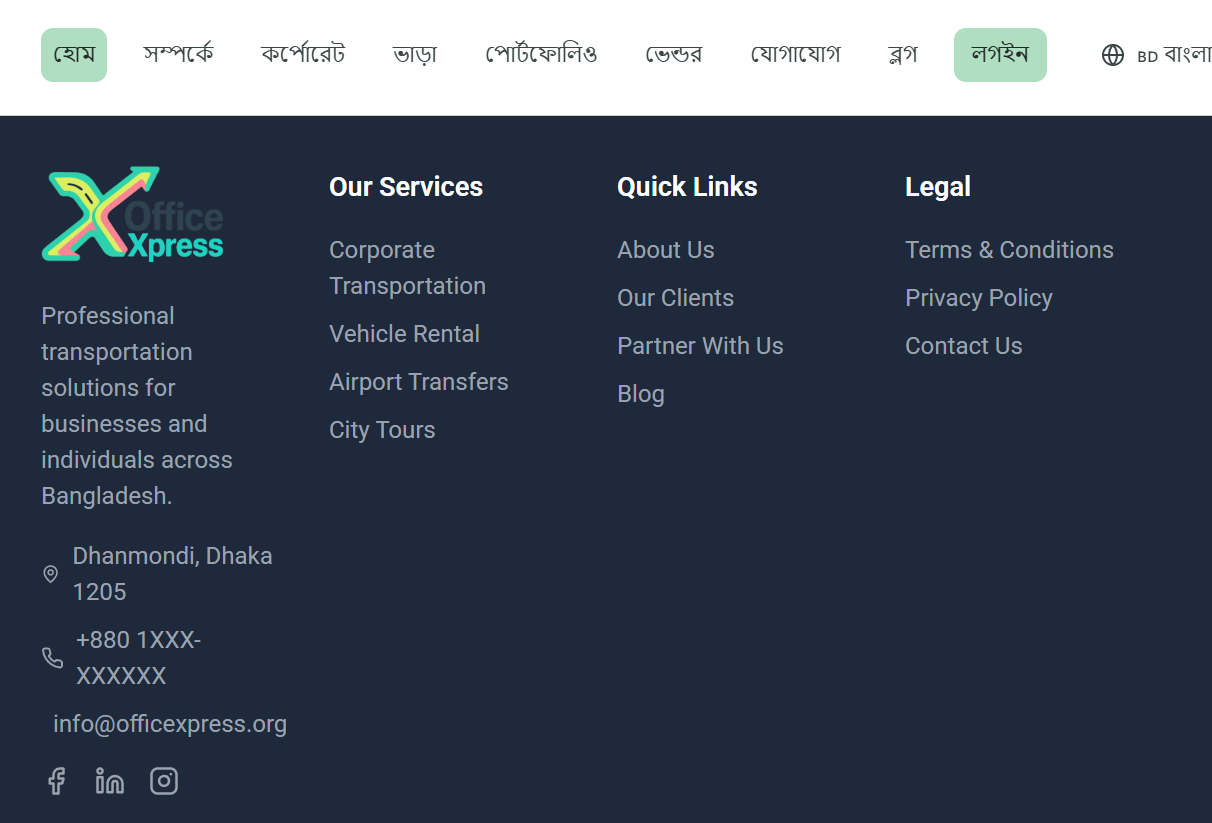 হোম সম্পর্কে কর্পোরেট ভাড়া পোর্টফোলিও ভেন্ডর যোগাযোগ ব্লগ লগইন BD বাংলা
Office
Xpress
Professional
transportation
solutions for
businesses and
individuals across
Bangladesh.
Dhanmondi, Dhaka
1205
+880 1XXX-
XXXXXX
info@officexpress.org
Our Services
Corporate
Transportation
Vehicle Rental
Airport Transfers
City Tours
Quick Links
About Us
Our Clients
Partner With Us
Blog
Legal
Terms & Conditions
Privacy Policy
Contact Us